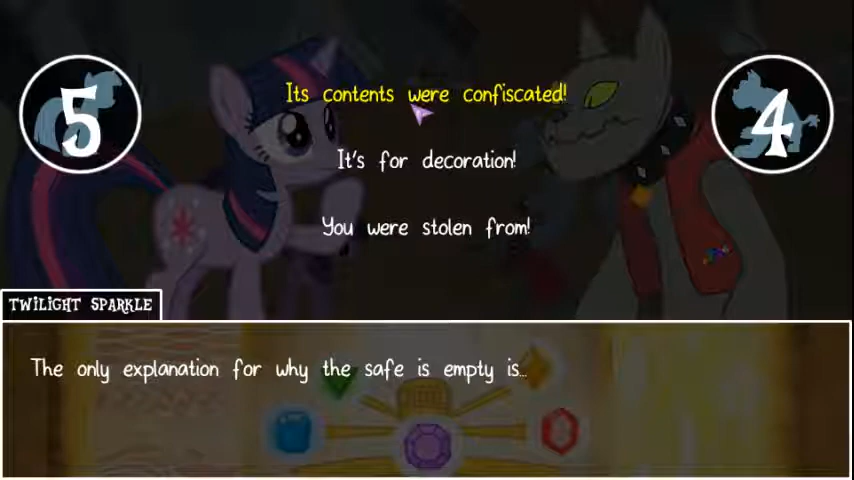 Its contents were confiscated!
5
4
It's for decoration!
You were stolen from!
TWILIGHT SPARKLE
The only explanation for why the safe is empty is...